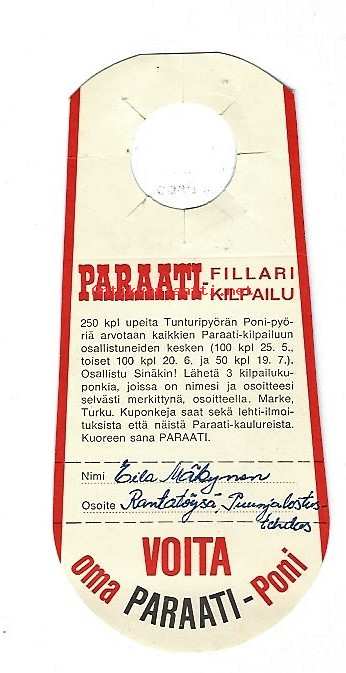 PARAATI-FILLARI
KILPAILU
250 kpl upeita Tunturipyörän Poni-pyö-
riä arvotaan kaikkien Paraati-kilpailuun
osallistuneiden kesken (100 kpl 25. 5.,
toiset 100 kpl 20. 6. ja 50 kpl 19. 7.).
Osallistu Sinäkin! Lähetä 3 kilpailuku-
ponkia, joissa on nimesi ja osoitteesi
selvästi merkittynä, osoitteella. Marke,
Turku. Kuponkeja saat sekä lehti-ilmoi-
tuksista että näistä Paraati-kaulureista.
Kuoreen sana PARAATI.
Nimi Eila Mäkynen
Osoite Rantatöysä, Puunjalostus-
tehdas
VOITA
oma PARAATI-Poni